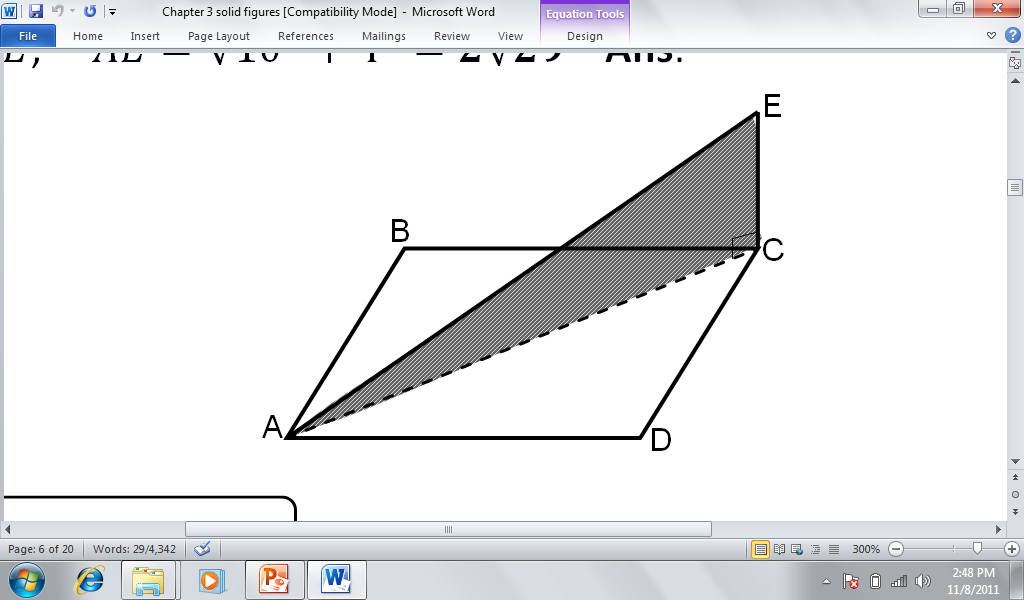 Chapter 3 solid figures [Compatibility Mode] - Microsoft Word
Equation Tools
File Home Insert Page Layout References Mailings Review View Design
Ans.
E
B
C
A
D
Page: 6 of 20 Words: 29/4,342 300%
2:48 PM
11/8/2011